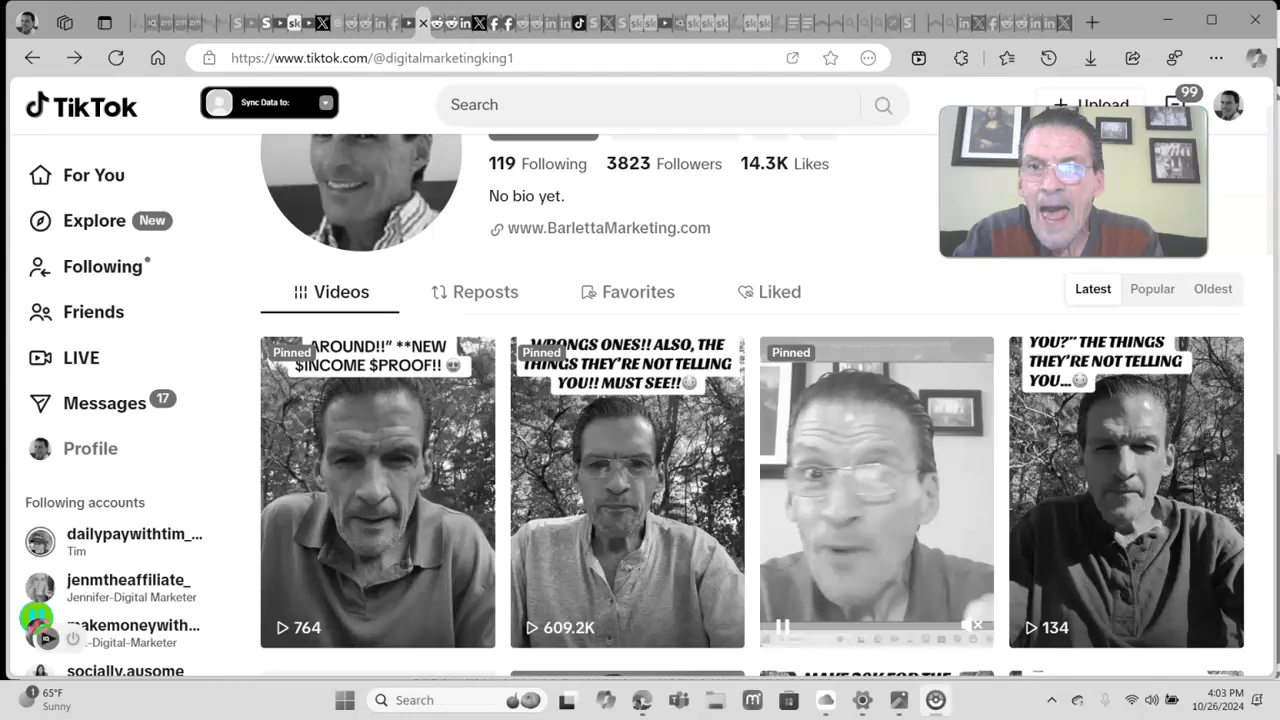 https://www.tiktok.com/@digitalmarketingking1
TikTok
Sync Data to:
Search
Upload
99
119 Following 3823 Followers 14.3K Likes
No bio yet.
www.BarlettaMarketing.com
For You
Explore New
Following
Friends
LIVE
Messages 17
Profile
Following accounts
dailypaywithtim_...
Tim
jenmtheaffiliate_
Jennifer-Digital Marketer
makemoneywith...
-Digital-Marketer
socially.ausome
Videos Reposts Favorites Liked
Latest Popular Oldest
Pinned
AROUND!!" **NEW
$INCOME $PROOF!!
764
Pinned
WRONGS ONES!! ALSO, THE
THINGS THEY'RE NOT TELLING
YOU!! MUST SEE!!
609.2K
Pinned
YOU?" THE THINGS
THEY'RE NOT TELLING
YOU...
134
1
65°F
Sunny
Search
4:03 PM
10/26/2024